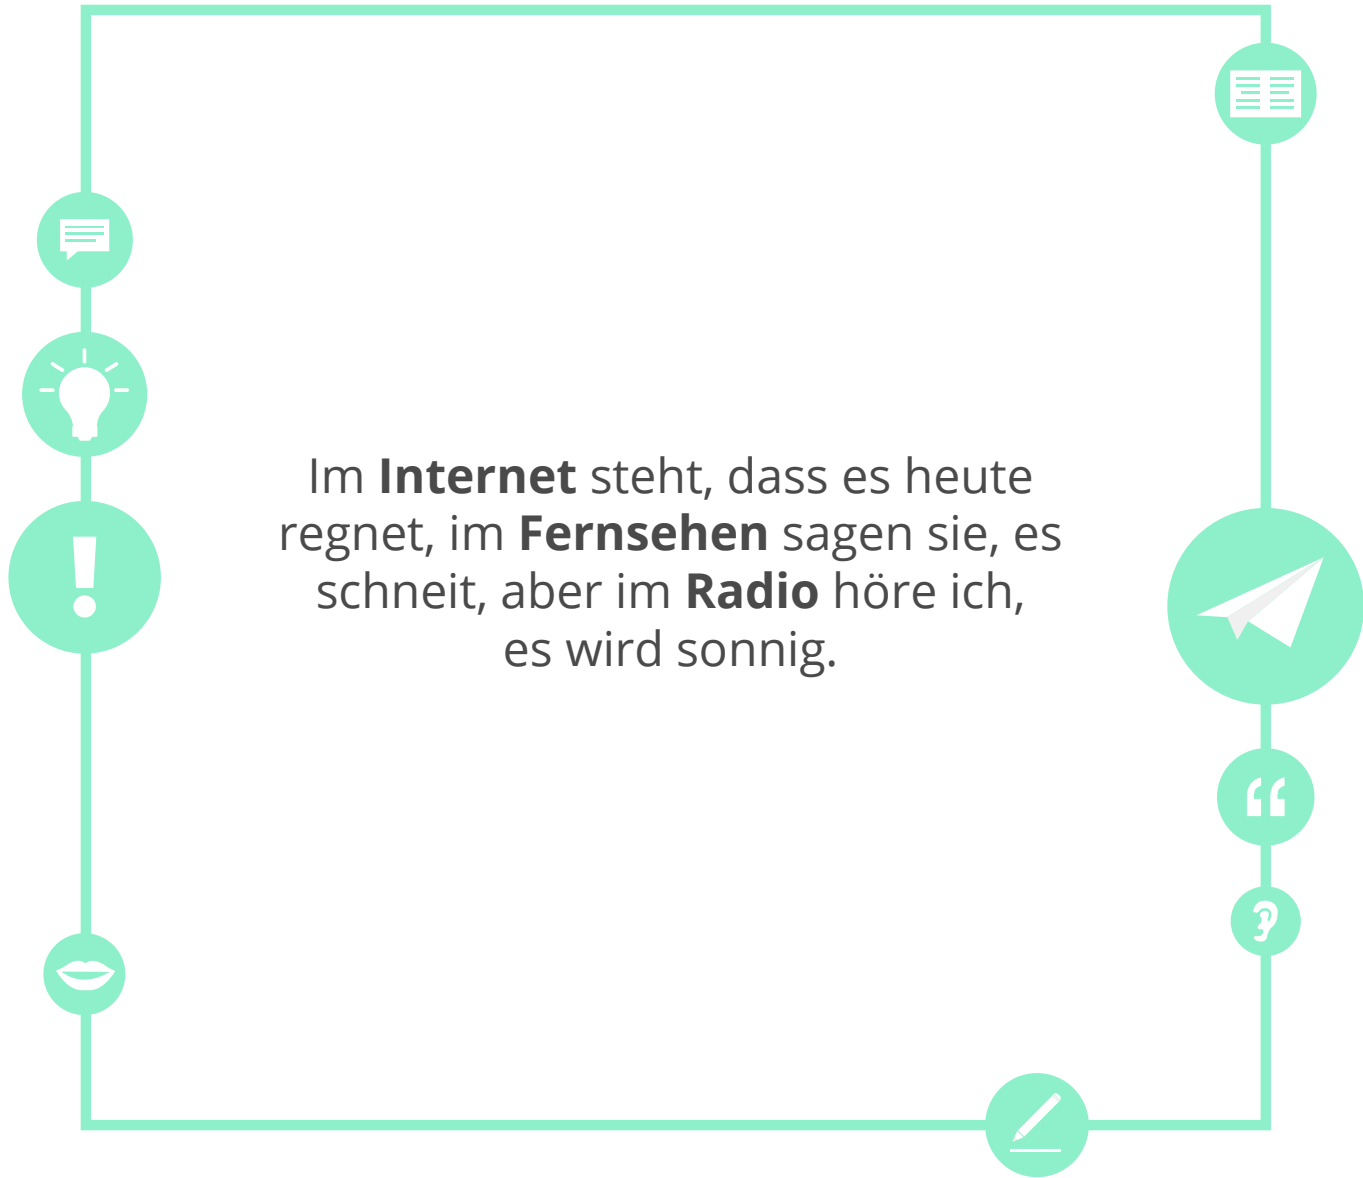 Im Internet steht, dass es heute
regnet, im Fernsehen sagen sie, es
schneit, aber im Radio höre ich,
es wird sonnig.